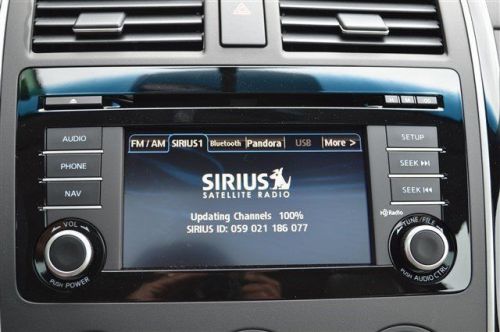 AUDIO
PHONE
NAV
VOL
PUSH POWER
FM / AM SIRIUS1 Bluetooth Pandora USB More >
SIRIUS
SATELLITE RADIO
Updating Channels 100%
SIRIUS ID: 059 021 186 077
SETUP
SEEK
SEEK
HD Radio
TUNE/FILE
PUSH AUDIO CTRL